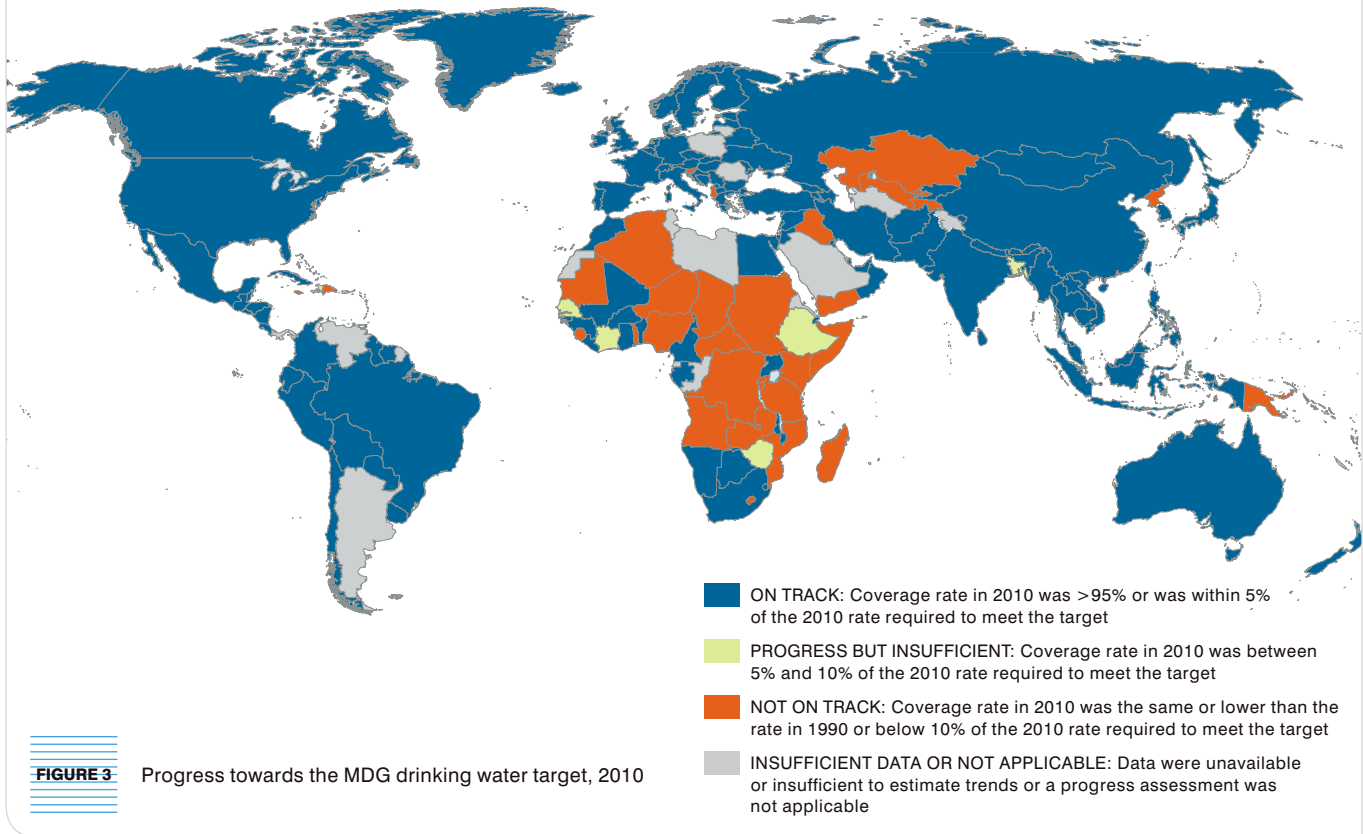 ON TRACK: Coverage rate in 2010 was >95% or was within 5%
of the 2010 rate required to meet the target
PROGRESS BUT INSUFFICIENT: Coverage rate in 2010 was between
5% and 10% of the 2010 rate required to meet the target
NOT ON TRACK: Coverage rate in 2010 was the same or lower than the
rate in 1990 or below 10% of the 2010 rate required to meet the target
INSUFFICIENT DATA OR NOT APPLICABLE: Data were unavailable
or insufficient to estimate trends or a progress assessment was
not applicable
FIGURE 3 Progress towards the MDG drinking water target, 2010